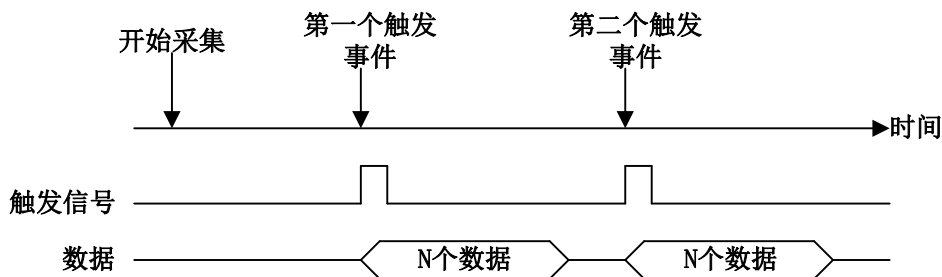 开始采集
第一个触发
事件
第二个触发
事件
时间
触发信号
数据
N个数据
N个数据